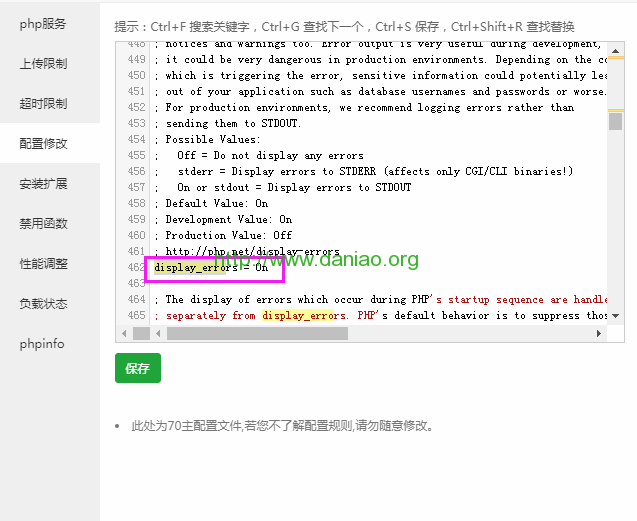 php服务
上传限制
超时限制
配置修改
安装扩展
禁用函数
性能调整
负载状态
phpinfo
提示：Ctrl+F 搜索关键字，Ctrl+G 查找下一个，Ctrl+S 保存，Ctrl+Shift+R 查找替换
448 ; notices and warnings too. Error output is very useful during development,
449 ; it could be very dangerous in production environments. Depending on the co
450 ; which is triggering the error, sensitive information could potentially lea
451 ; out of your application such as database usernames and passwords or worse.
452 ; For production environments, we recommend logging errors rather than
453 ; sending them to STDOUT.
454 ; Possible Values:
455 ;   Off = Do not display any errors
456 ;   stderr = Display errors to STDERR (affects only CGI/CLI binaries!)
457 ;   On or stdout = Display errors to STDOUT
458 ; Default Value: On
459 ; Development Value: On
460 ; Production Value: Off
461 ; http://php.net/display-errors
http://www.daniao.org
462 display_errors = On
463
464 ; The display of errors which occur during PHP's startup sequence are handle
465 ; separately from display_errors. PHP's default behavior is to suppress thos
保存
此处为70主配置文件,若您不了解配置规则,请勿随意修改。